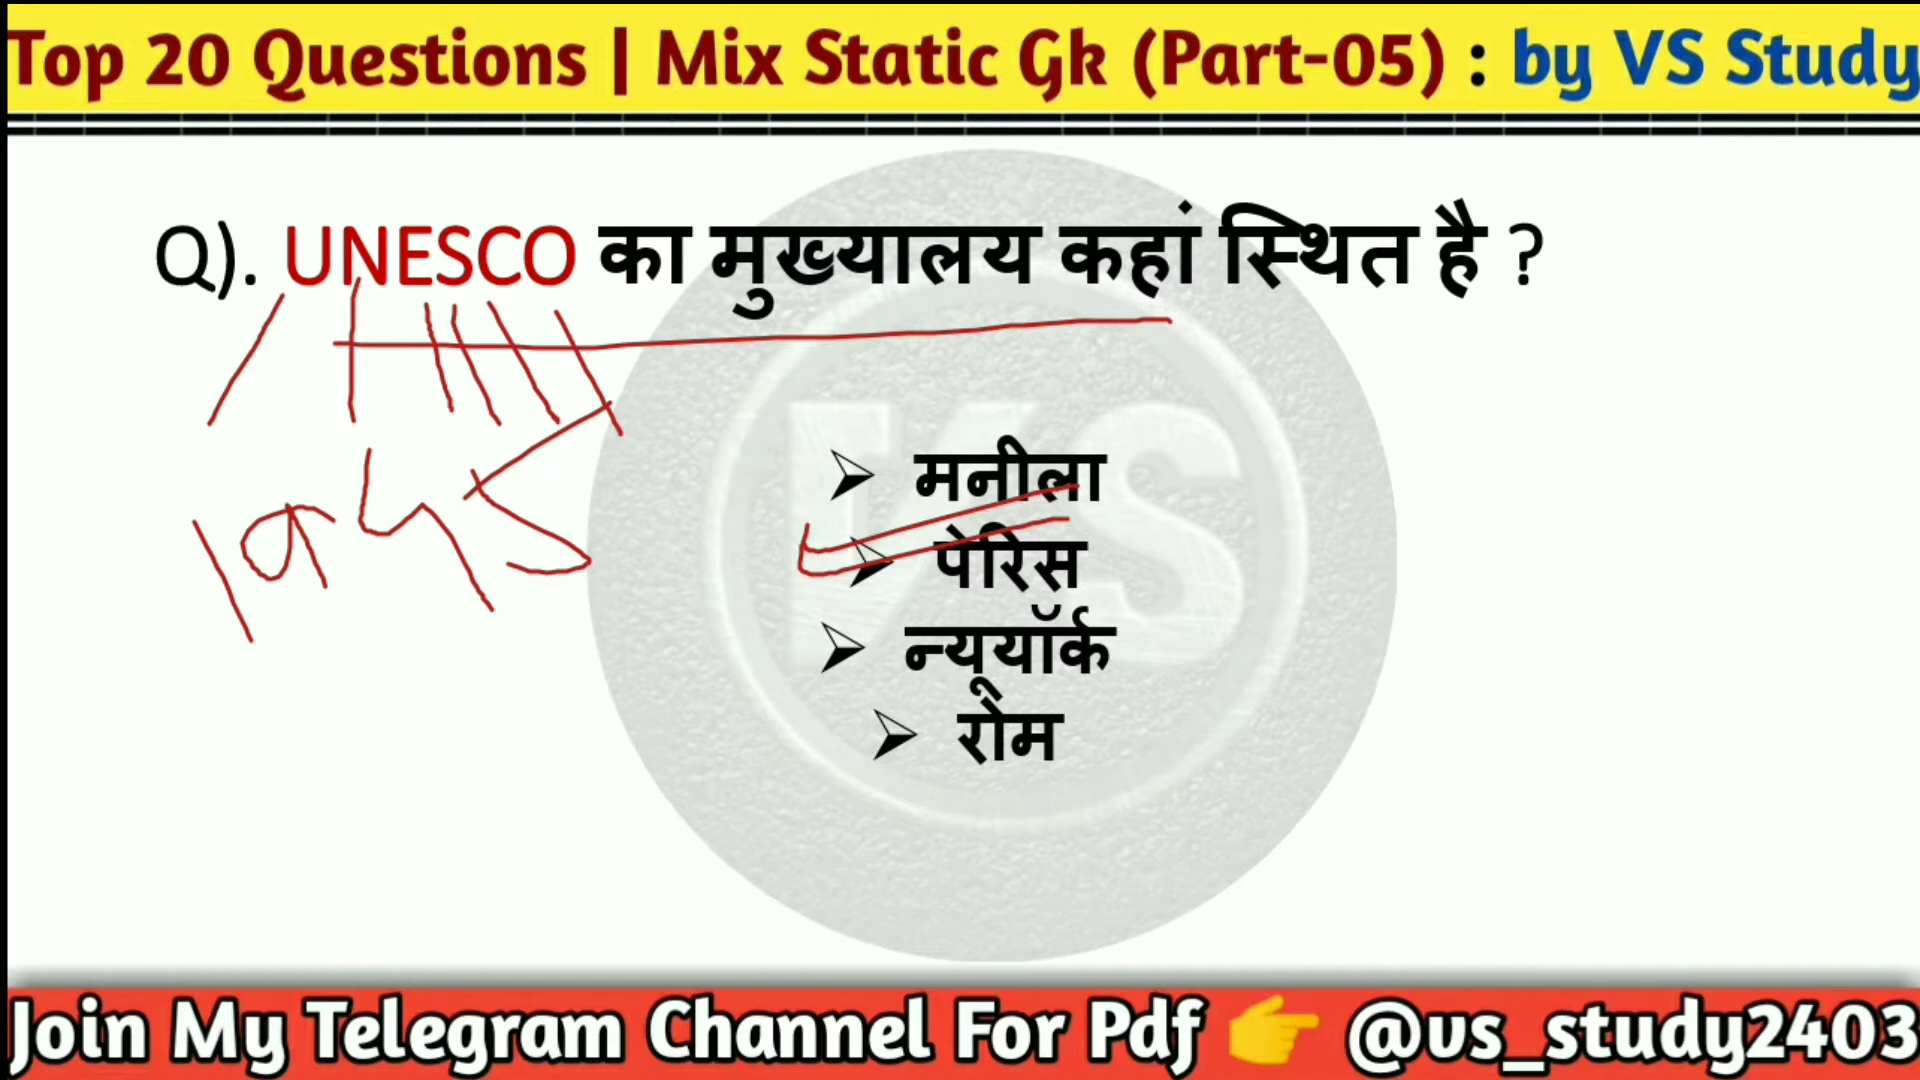 Top 20 Questions | Mix Static Gk (Part-05) : by VS Study
Q). UNESCO का मुख्यालय कहां स्थित है ?
1945
VS
➢ मनीला
➢ पेरिस
➢ न्यूयॉर्क
➢ रोम
Join My Telegram Channel For Pdf 👉 @vs_study2403